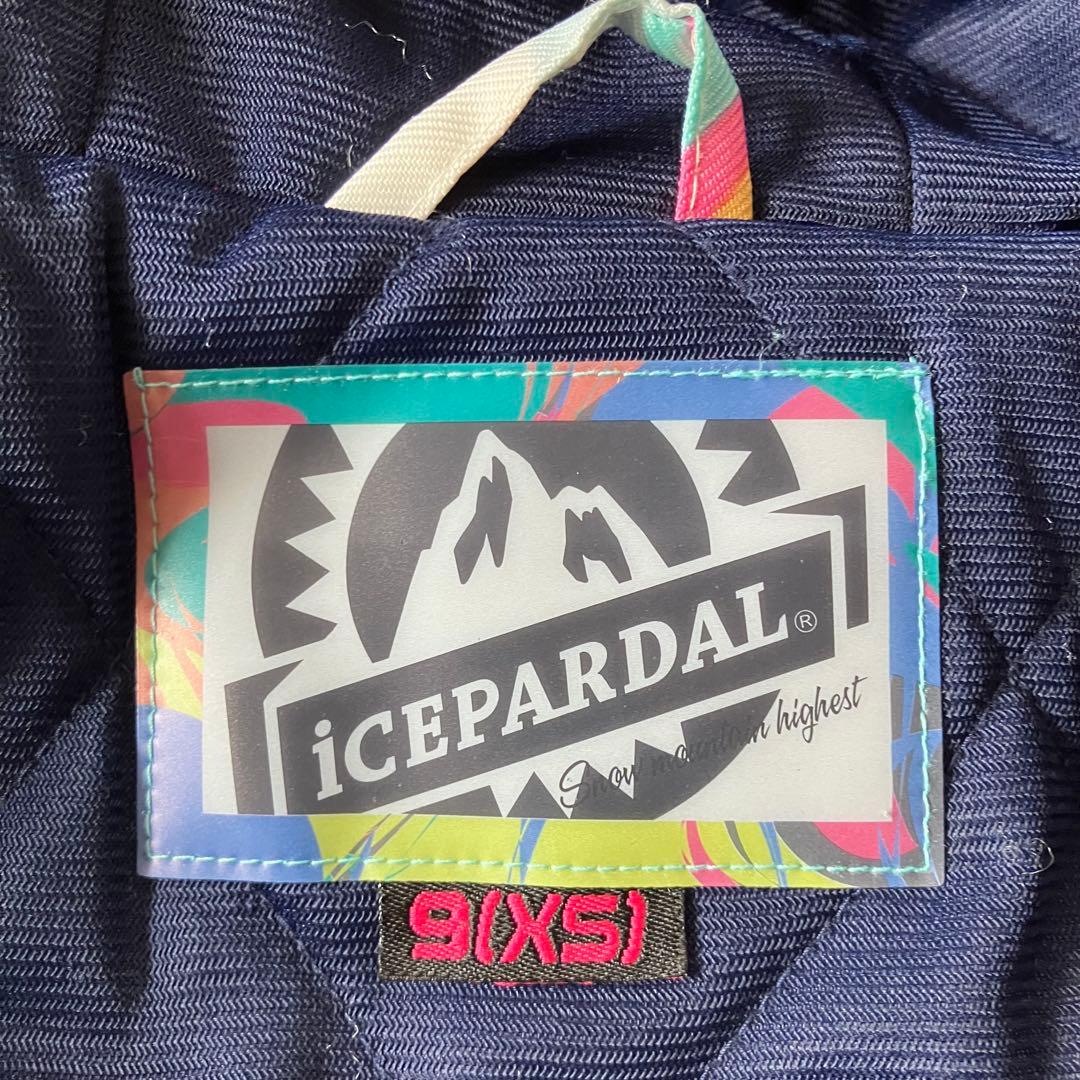 iCEPARDAL®
Snow mountain highest
9(XS)